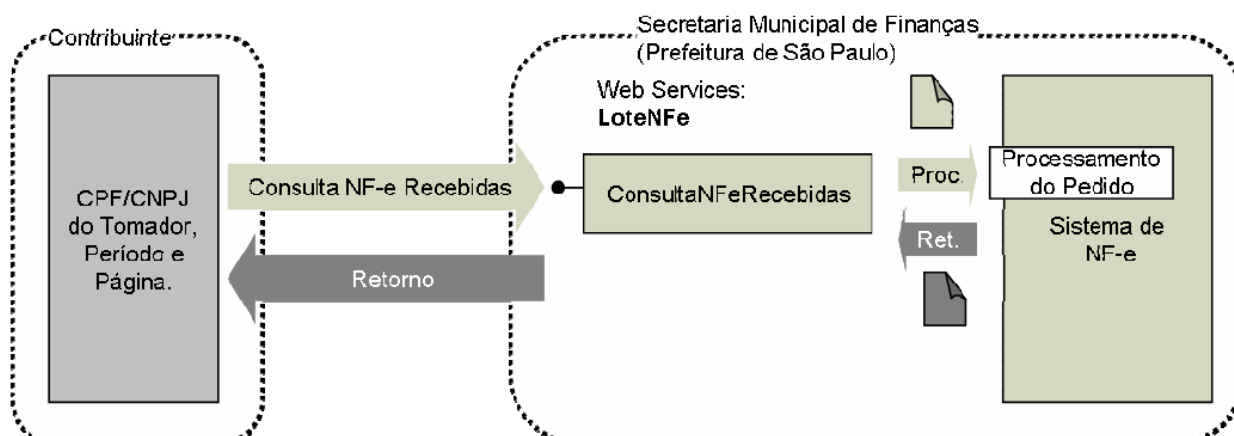 Contribuinte
CPF/CNPJ
do Tomador,
Período e
Página.
Consulta NF-e Recebidas
Retorno
Secretaria Municipal de Finanças
(Prefeitura de São Paulo)
Web Services:
LoteNFe
ConsultaNFeRecebidas
Proc.
Ret.
Processamento
do Pedido
Sistema de
NF-e